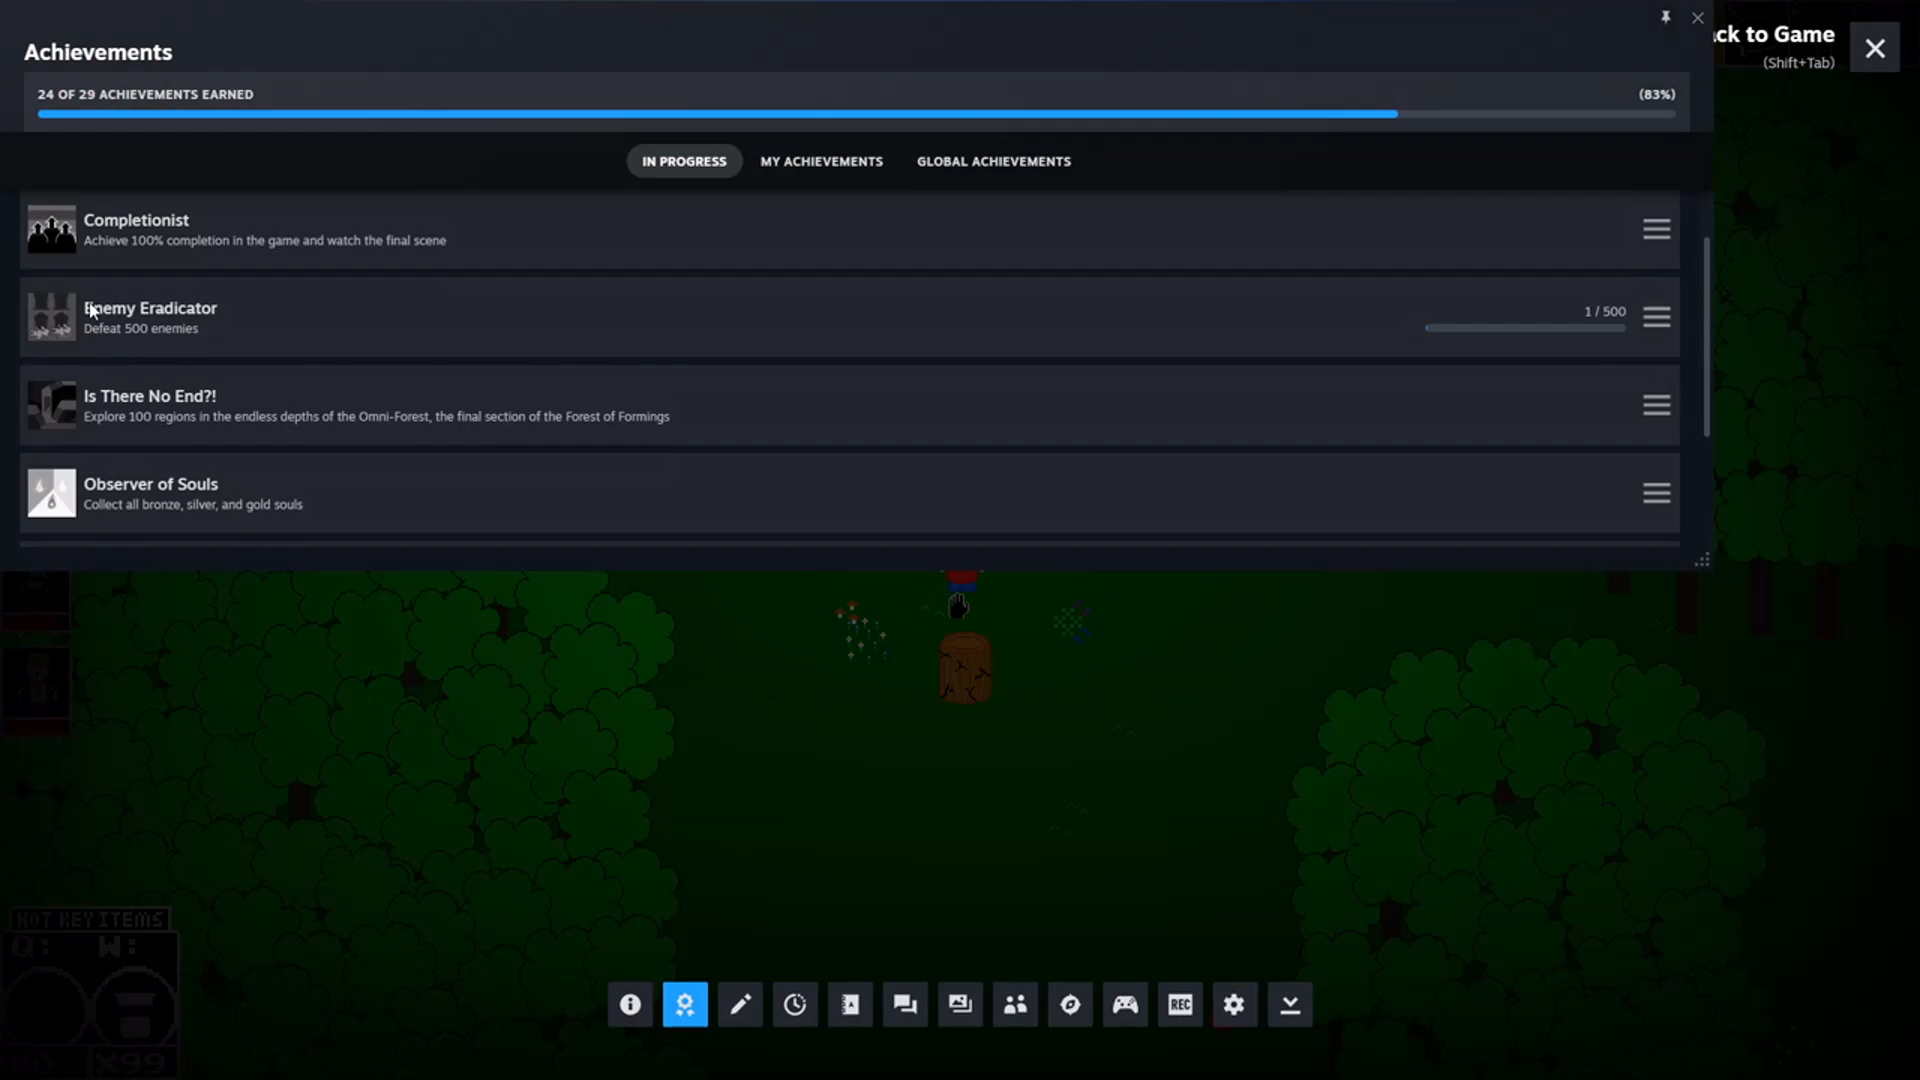 ck to Game
(Shift+Tab)
Achievements
24 OF 29 ACHIEVEMENTS EARNED
(83%)
IN PROGRESS
MY ACHIEVEMENTS
GLOBAL ACHIEVEMENTS
Completionist
Achieve 100% completion in the game and watch the final scene
Enemy Eradicator
Defeat 500 enemies
1 / 500
Is There No End?!
Explore 100 regions in the endless depths of the Omni-Forest, the final section of the Forest of Formings
Observer of Souls
Collect all bronze, silver, and gold souls
HOT KEY ITEMS
Q: W:
X0 X99
REC